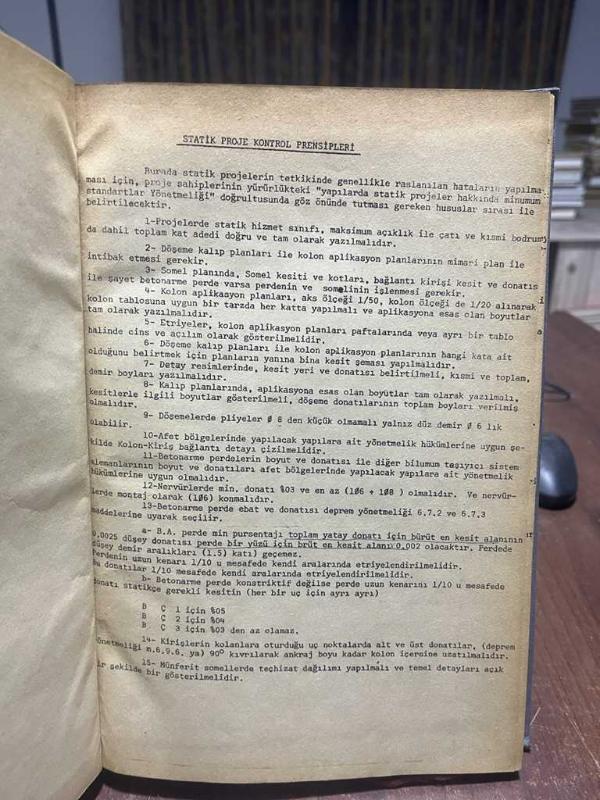 STATİK PROJE KONTROL PRENSİPLERİ
Burada statik projelerin tetkikinde genellikle raslanılan hataların yapılma-
ması için, proje sahiplerinin yürürlükteki "yapılarda statik projeler hakkında minumum
standartlar Yönetmeliği" doğrultusunda göz önünde tutması gereken hususlar sırası ile
belirtilecektir.
1-Projelerde statik hizmet sınıfı, maksimum açıklık ile çatı ve kısmi bodrum
da dahil toplam kat adedi doğru ve tam olarak yazılmalıdır.
2- Döşeme kalıp planları ile kolon aplikasyon planlarının mimari plan ile
intibak etmesi gerekir.
3- Somel planında, Somel kesiti ve kotları, bağlantı kirişi kesit ve donatıs
ile şayet betonarme perde varsa perdenin ve somelinin işlenmesi gerekir.
4- Kolon aplikasyon planları, aks ölçeği 1/50, kolon ölçeği de 1/20 alınarak
kolon tablosuna uygun bir tarzda her katta yapılmalı ve aplikasyona esas olan boyutlar
tam olarak yazılmalıdır.
5- Etriyeler, kolon aplikasyon planları paftalarında veya ayrı bir tablo
halinde cins ve açılım olarak gösterilmelidir.
6- Döşeme kalıp planları ile kolon aplikasyon planlarının hangi kata ait
olduğunu belirtmek için planların yanına bina kesit şeması yapılmalıdır.
7- Detay resimlerinde, kesit yeri ve donatısı belirtilmeli, kısmi ve toplam,
demir boyları yazılmalıdır.
8- Kalıp planlarında, aplikasyona esas olan boyutlar tam olarak yazılmalı,
kesitlerle ilgili boyutlar gösterilmeli, döşeme donatılarının toplam boyları verilmiş
olmalıdır.
9- Döşemelerde pliyeler ø 8 den küçük olmamalı yalnız düz demir ø 6 lık
olabilir.
10-Afet bölgelerinde yapılacak yapılara ait yönetmelik hükümlerine uygun şe-
kilde Kolon-Kiriş bağlantı detayı çizilmelidir.
11-Betonarme perdelerin boyut ve donatısı ile diğer bilumum taşıyıcı sistem
elemanlarının boyut ve donatıları afet bölgelerinde yapılacak yapılara ait yönetmelik
hükümlerine uygun olmalıdır.
12-Nervürlerde min. donatı %03 ve en az (1ø6 + 1ø8 ) olmalıdır. Ve nervür-
lerde montaj olarak (1ø6) konmalıdır.
13-Betonarme perde ebat ve donatısı deprem yönetmeliği 6.7.2 ve 6.7.3
maddelerine uyarak seçilir.
a- B.A. perde min pursentajı toplam yatay donatı için bürüt en kesit alanının
0.0025 düşey donatısı perde bir yüzü için brüt en kesit alanı 0.002 olacaktır. Perdede
düşey demir aralıkları (1.5) katı) geçemez.
Perdenin uzun kenarı 1/10 u mesafede kendi aralarında etriyelendirilmelidir.
Bu donatılar 1/10 mesafede kendi aralarında etriyelendirilmelidir.
b- Betonarme perde konstriktif değilse perde uzun kenarını 1/10 u mesafede
donatı statikçe gerekli kesitin (her bir uç için ayrı ayrı)
B Ç 1 için %05
B Ç 2 için %04
B Ç 3 için %03 den az olamaz.
14- Kirişlerin kolanlara oturduğu uç noktalarda alt ve üst donatılar, (deprem
yönetmeliği m.6.9.6. ya) 90° kıvrılarak ankraj boyu kadar kolon içersine uzatılmalıdır.
15- Münferit somellerde teçhizat dağılımı yapılmalı ve temel detayları açık
bir şekilde bir gösterilmelidir.